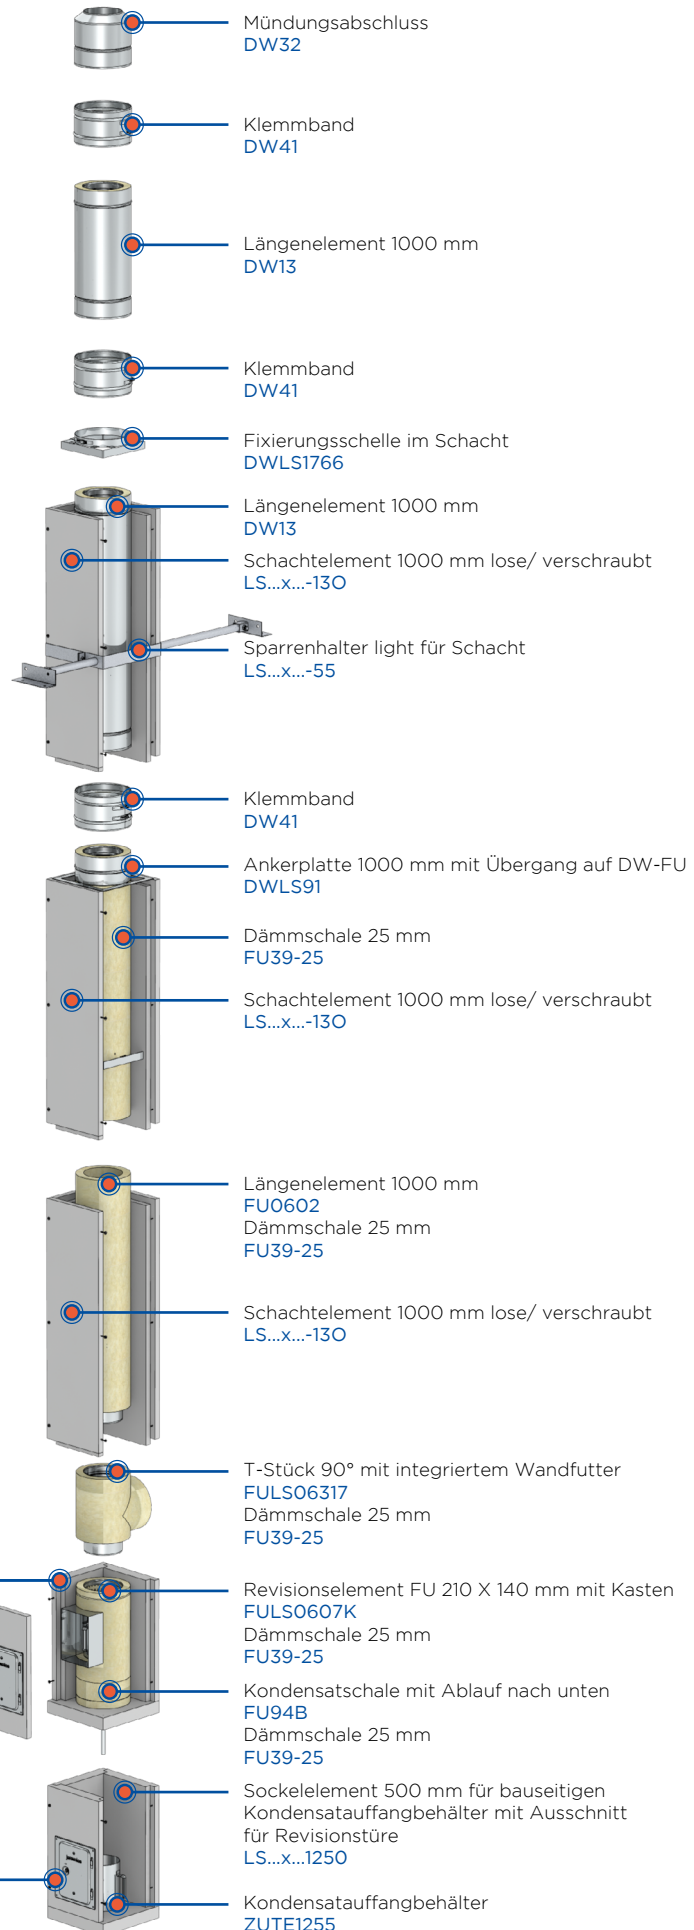 Mündungsabschluss
DW32
Klemmband
DW41
Längenelement 1000 mm
DW13
Klemmband
DW41
Fixierungsschelle im Schacht
DWLS1766
Längenelement 1000 mm
DW13
Schachtelement 1000 mm lose/ verschraubt
LS...x...-13O
Sparrenhalter light für Schacht
LS...x...-55
Klemmband
DW41
Ankerplatte 1000 mm mit Übergang auf DW-FU
DWLS91
Dämmschale 25 mm
FU39-25
Schachtelement 1000 mm lose/ verschraubt
LS...x...-13O
Längenelement 1000 mm
FU0602
Dämmschale 25 mm
FU39-25
Schachtelement 1000 mm lose/ verschraubt
LS...x...-13O
T-Stück 90° mit integriertem Wandfutter
FULS06317
Dämmschale 25 mm
FU39-25
Revisionselement FU 210 X 140 mm mit Kasten
FULS0607K
Dämmschale 25 mm
FU39-25
Kondensatschale mit Ablauf nach unten
FU94B
Dämmschale 25 mm
FU39-25
Sockelelement 500 mm für bauseitigen
Kondensatauffangbehälter mit Ausschnitt
für Revisionstüre
LS...x...1250
Kondensatauffangbehälter
ZUTE1255